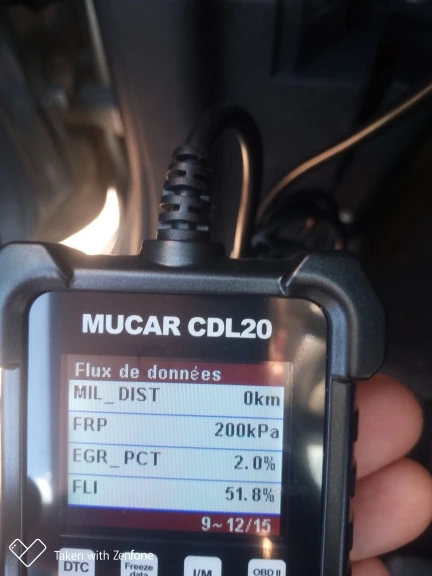 MUCAR CDL20
Flux de données
MIL_DIST 0km
FRP 200kPa
EGR_PCT 2.0%
FLI 51.8%
9~12/15
DTC
Freeze data
I/M
OBD II
Taken with Zenfone